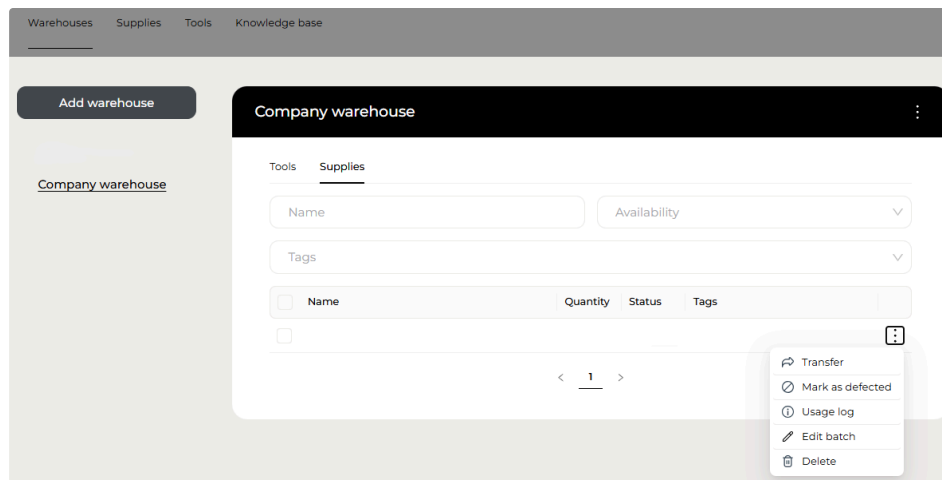 Warehouses Supplies Tools Knowledge base
Add warehouse
Company warehouse
Company warehouse
Tools Supplies
Name Availability
Tags
Name Quantity Status Tags
< 1 >
Transfer
Mark as defected
Usage log
Edit batch
Delete